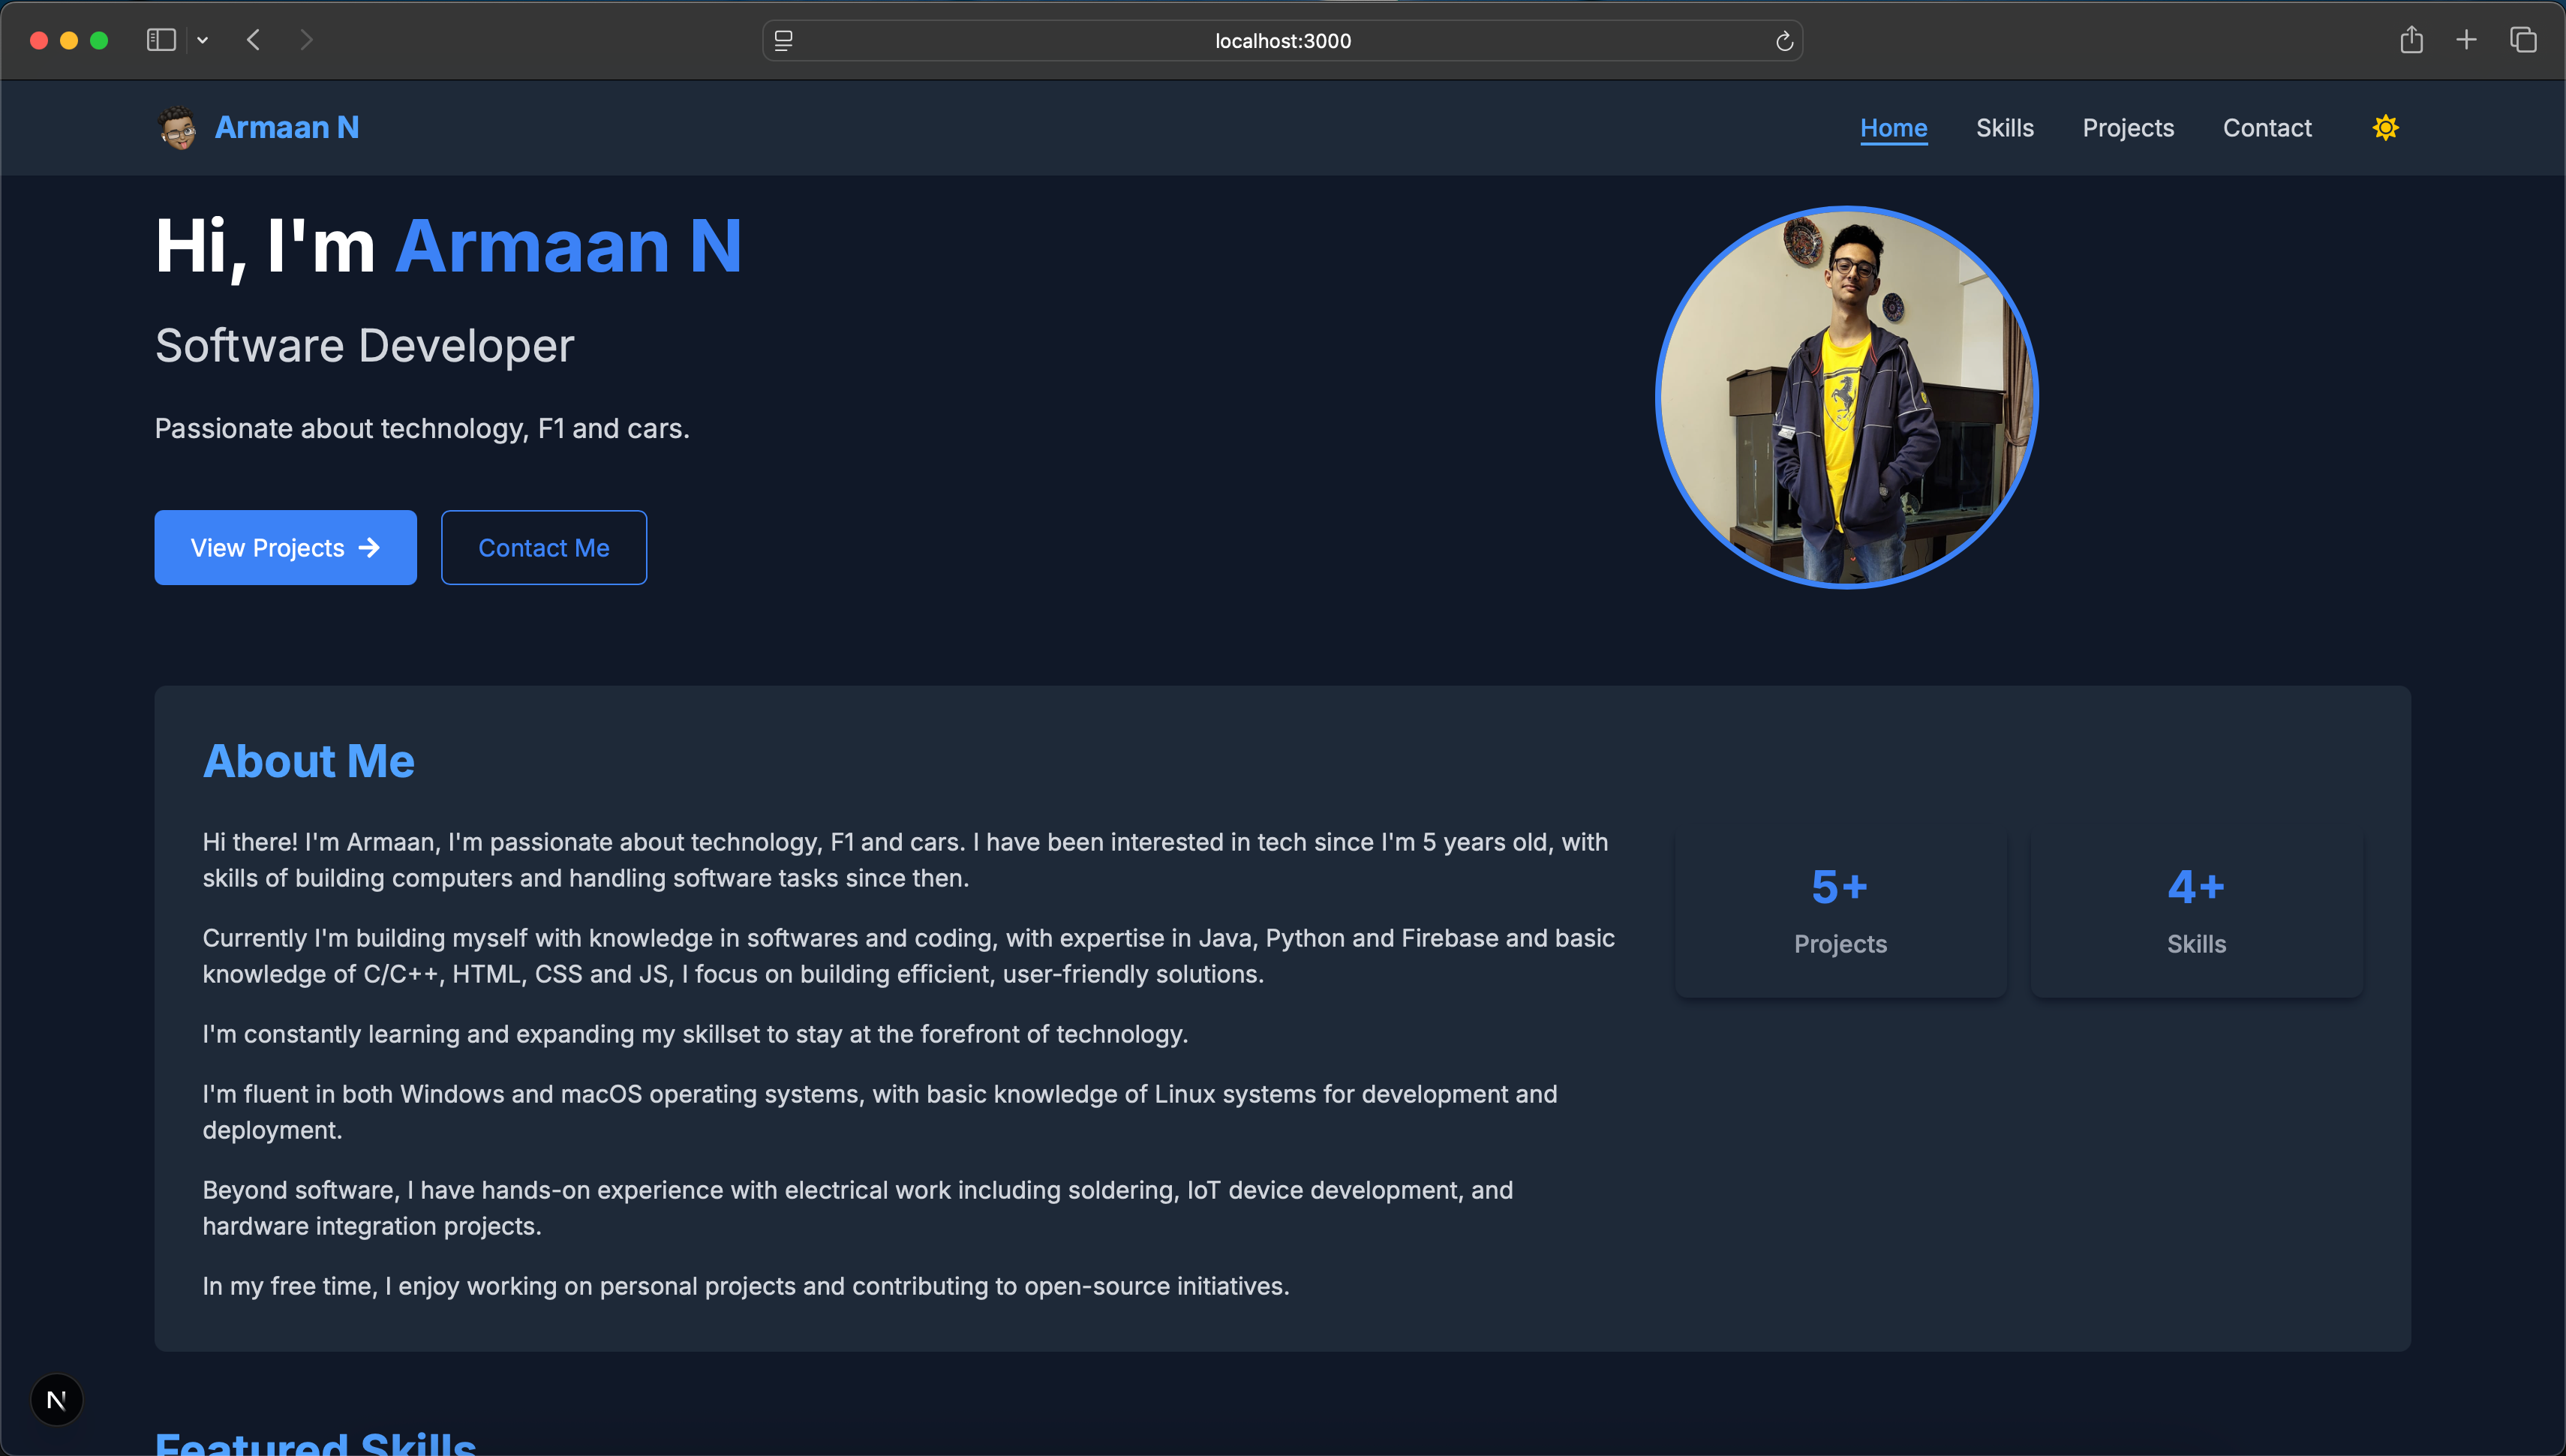 localhost:3000
Armaan N
Home Skills Projects Contact
Hi, I'm Armaan N
Software Developer
Passionate about technology, F1 and cars.
View Projects →
Contact Me
About Me
Hi there! I'm Armaan, I'm passionate about technology, F1 and cars. I have been interested in tech since I'm 5 years old, with
skills of building computers and handling software tasks since then.
Currently I'm building myself with knowledge in softwares and coding, with expertise in Java, Python and Firebase and basic
knowledge of C/C++, HTML, CSS and JS, I focus on building efficient, user-friendly solutions.
I'm constantly learning and expanding my skillset to stay at the forefront of technology.
I'm fluent in both Windows and macOS operating systems, with basic knowledge of Linux systems for development and
deployment.
Beyond software, I have hands-on experience with electrical work including soldering, IoT device development, and
hardware integration projects.
In my free time, I enjoy working on personal projects and contributing to open-source initiatives.
5+
Projects
4+
Skills
N
Featured Skills